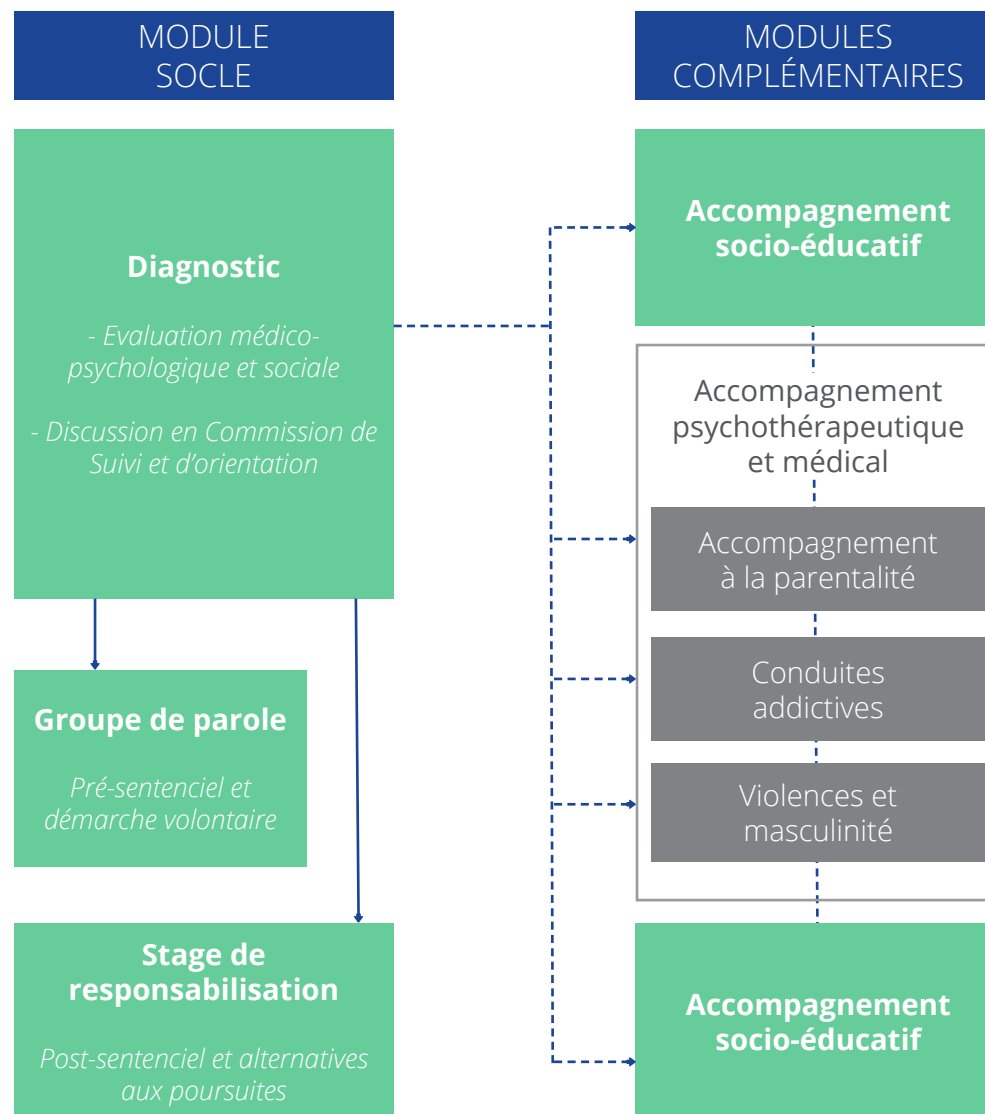 MODULE
SOCLE
Diagnostic
- Evaluation médico-
psychologique et sociale
- Discussion en Commission de
Suivi et d’orientation
Groupe de parole
Pré-sentenciel et
démarche volontaire
Stage de
responsabilisation
Post-sentenciel et alternatives
aux poursuites
MODULES
COMPLÉMENTAIRES
Accompagnement
socio-éducatif
Accompagnement
psychothérapeutique
et médical
Accompagnement
à la parentalité
Conduites
addictives
Violences et
masculinité
Accompagnement
socio-éducatif